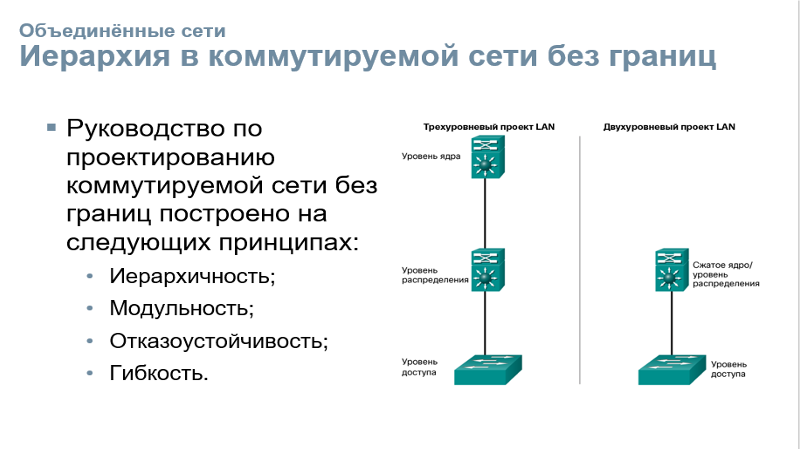 Объединённые сети
Иерархия в коммутируемой сети без границ
Руководство по
проектированию
коммутируемой сети без
границ построено на
следующих принципах:
Иерархичность;
Модульность;
Отказоустойчивость;
Гибкость.
Трехуровневый проект LAN
Уровень ядра
Уровень
распределения
Уровень
доступа
Двухуровневый проект LAN
Сжатое ядро/
уровень
распределения
Уровень
доступа